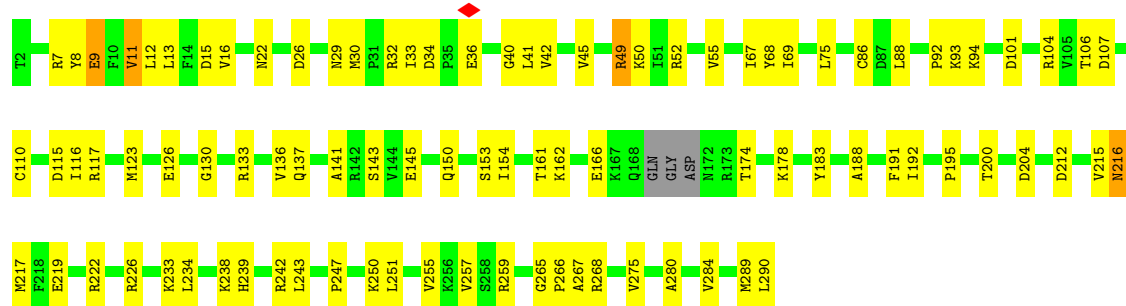 T2 R7 Y8 E9 F10 V11 L12 L13 F14 D15 V16 N22 D26 N29 M30 P31 R32 I33 D34 P35 E36 G40 L41 V42 V45 R49 K50 I51 R52 V55 I67 Y68 I69 L75 C86 D87 L88 P92 K93 K94 D101 R104 V105 T106 D107
C110 D115 I116 R117 M123 E126 G130 R133 V136 Q137 A141 R142 S143 V144 E145 Q150 S153 I154 T161 K162 E166 K167 Q168 GLN GLY ASP N172 R173 T174 K178 Y183 A188 F191 I192 P195 T200 D204 D212 V215 N216
M217 F218 E219 R222 R226 K233 L234 K238 H239 R242 L243 P247 K250 L251 V255 K256 V257 S258 R259 G265 P266 A267 R268 V275 A280 V284 M289 L290